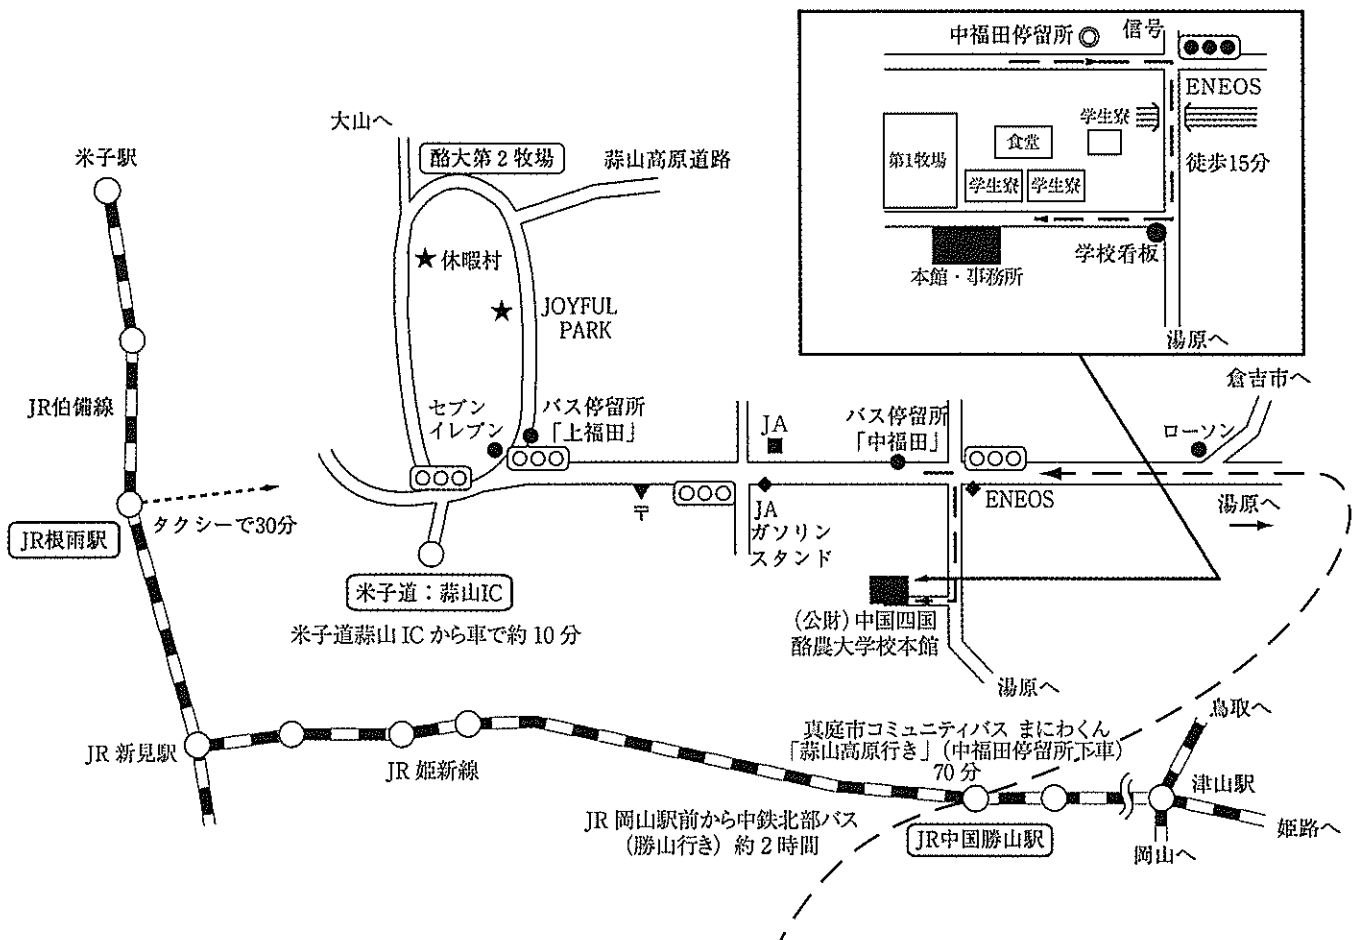 中福田停留所
信号
ENEOS
学生寮
食堂
第1牧場
徒歩15分
学生寮
学生寮
学校看板
本館・事務所
湯原へ
大山へ
米子駅
酪大第2牧場
蒜山高原道路
休暇村
JOYFUL
PARK
倉吉市へ
JR伯備線
セブン
イレブン
バス停留所
「上福田」
JA
バス停留所
「中福田」
ローソン
〒
JA
ガソリン
スタンド
ENEOS
湯原へ
タクシーで30分
JR根雨駅
米子道：蒜山IC
米子道蒜山 IC から車で約 10 分
(公財)中国四国
酪農大学校本館
湯原へ
鳥取へ
真庭市コミュニティバス まにわくん
「蒜山高原行き」(中福田停留所下車)
70分
JR 新見駅
JR 姫新線
津山駅
JR 岡山駅前から中鉄北部バス
(勝山行き) 約 2 時間
JR中国勝山駅
姫路へ
岡山へ